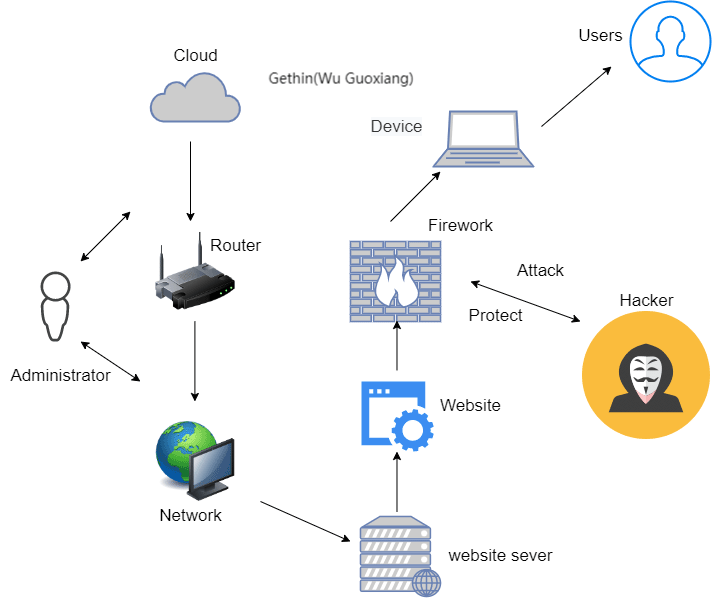 Users
Cloud
Gethin(Wu Guoxiang)
Device
Firework
Router
Attack
Hacker
Protect
Administrator
Website
Network
website sever